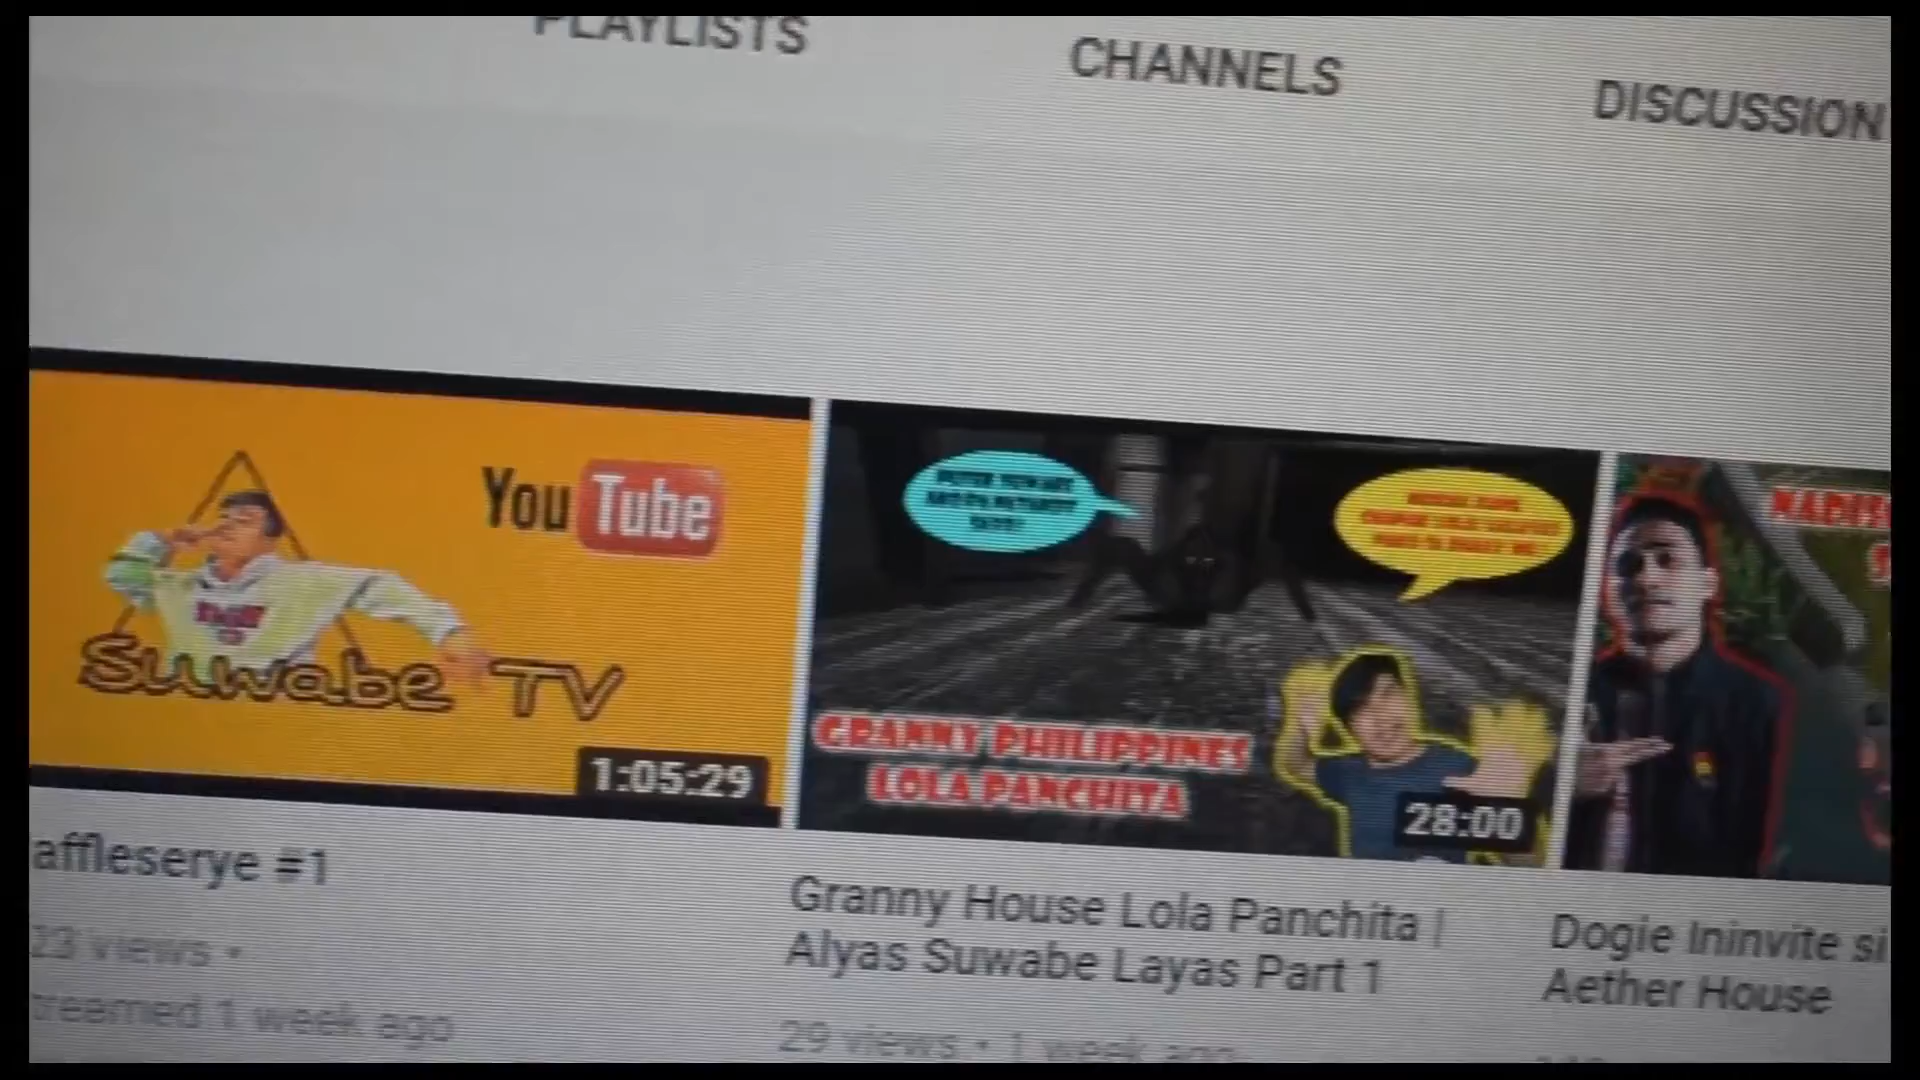 PLAYLISTS
CHANNELS
DISCUSSION
YouTube
Suwabe TV
1:05:29
GRANNY PHILIPPINES
LOLA PANCHITA
28:00
affleserye #1
23 views •
treamed 1 week ago
Granny House Lola Panchita |
Alyas Suwabe Layas Part 1
29 views • 1 week ago
Dogie Ininvite si
Aether House